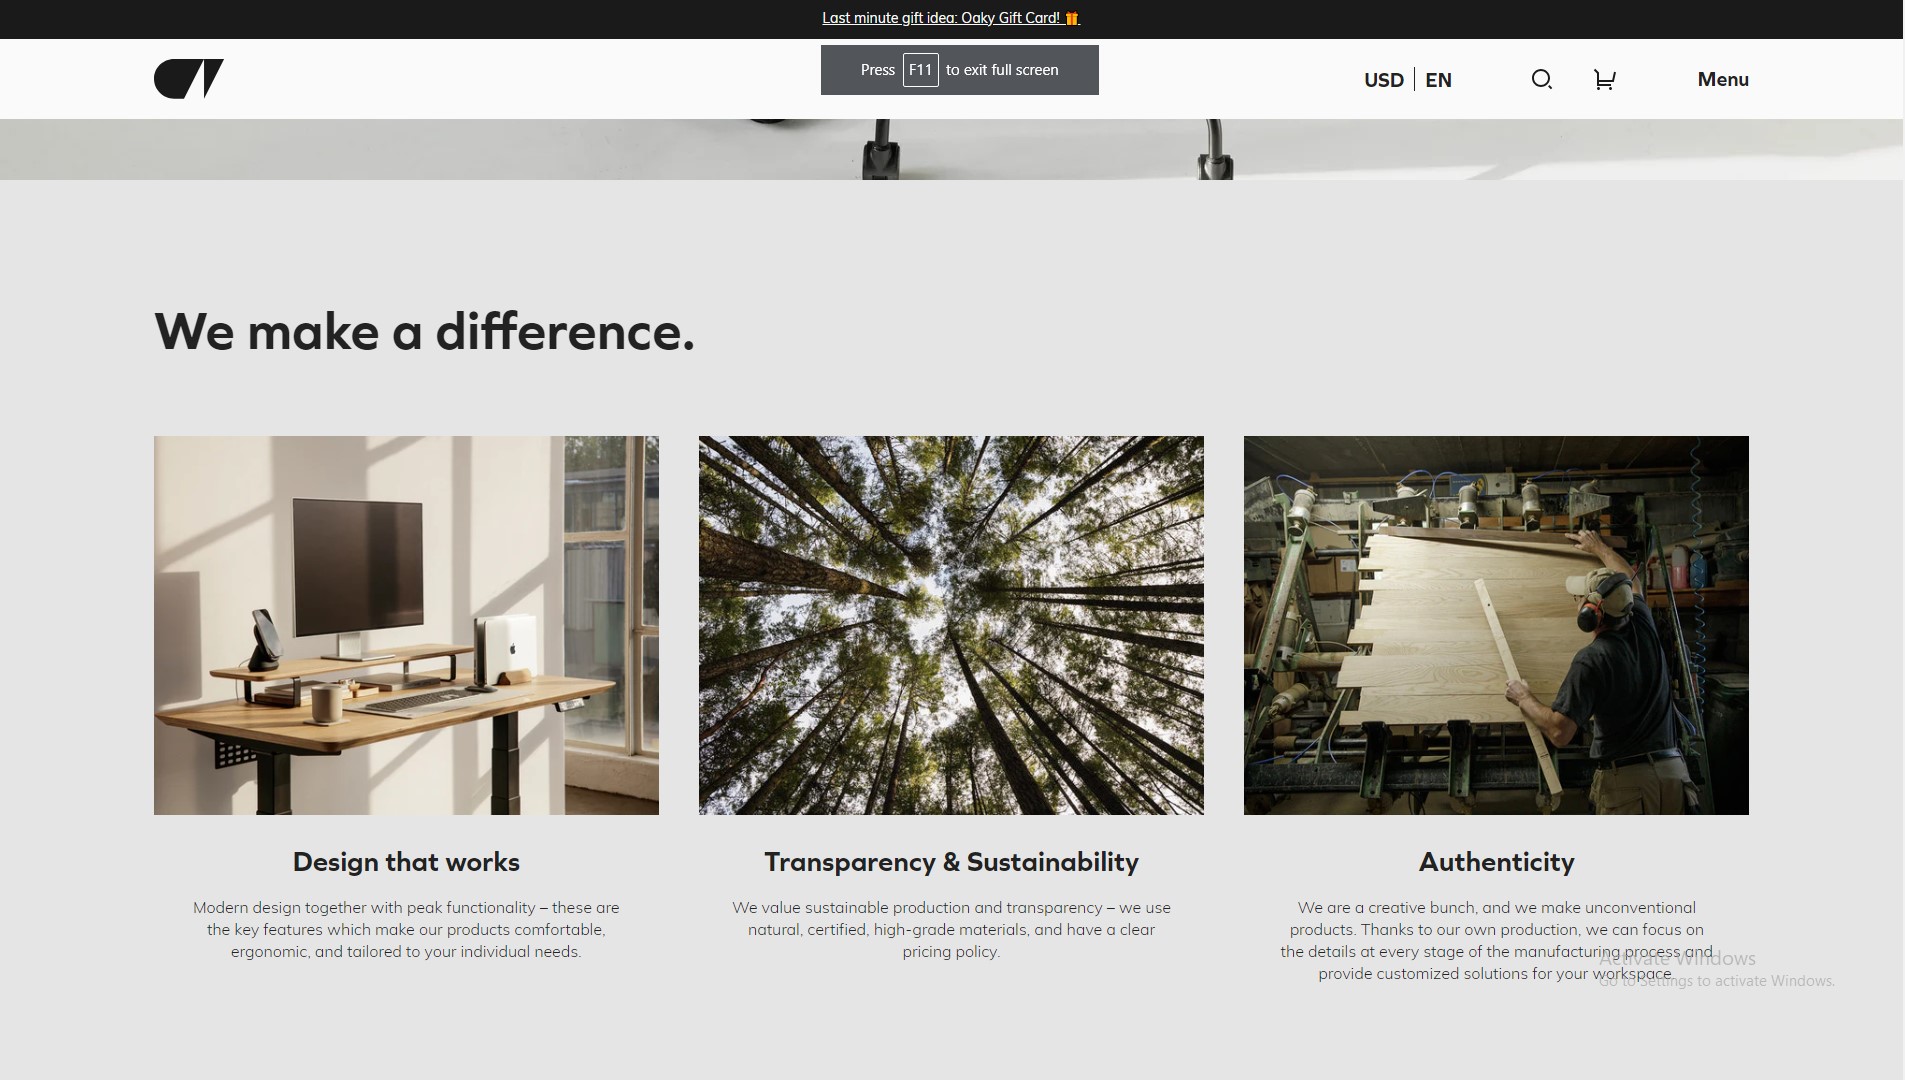 Last minute gift idea: Oaky Gift Card! 🎁
Press F11 to exit full screen
USD EN
Menu
We make a difference.
Design that works
Modern design together with peak functionality – these are
the key features which make our products comfortable,
ergonomic, and tailored to your individual needs.
Transparency & Sustainability
We value sustainable production and transparency – we use
natural, certified, high-grade materials, and have a clear
pricing policy.
Authenticity
We are a creative bunch, and we make unconventional
products. Thanks to our own production, we can focus on
the details at every stage of the manufacturing process and
provide customized solutions for your workspace.
Activate Windows
Go to Settings to activate Windows.